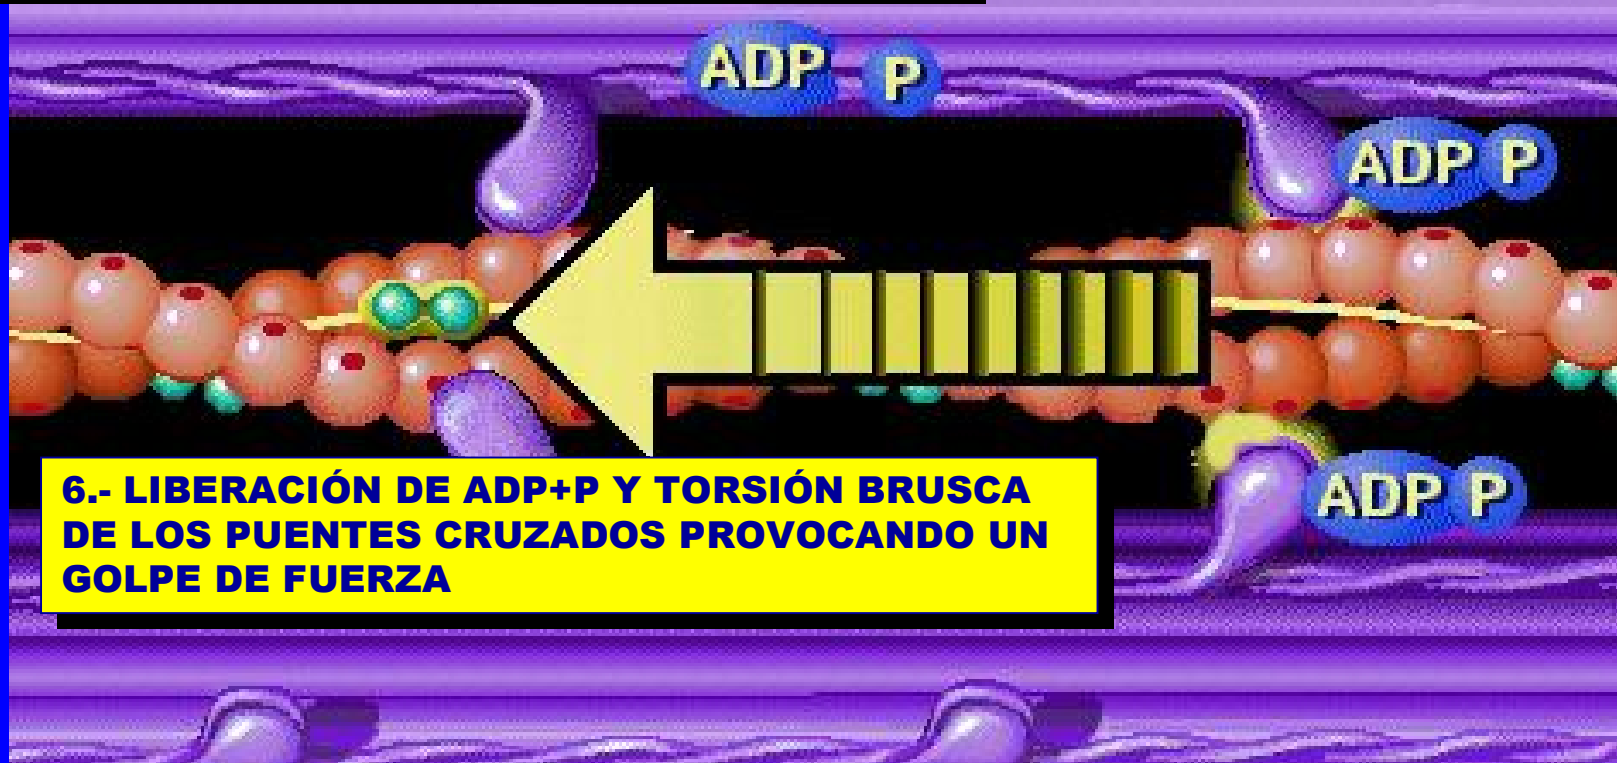 ADP P
ADP P
6.- LIBERACIÓN DE ADP+P Y TORSIÓN BRUSCA
DE LOS PUENTES CRUZADOS PROVOCANDO UN
GOLPE DE FUERZA
ADP P